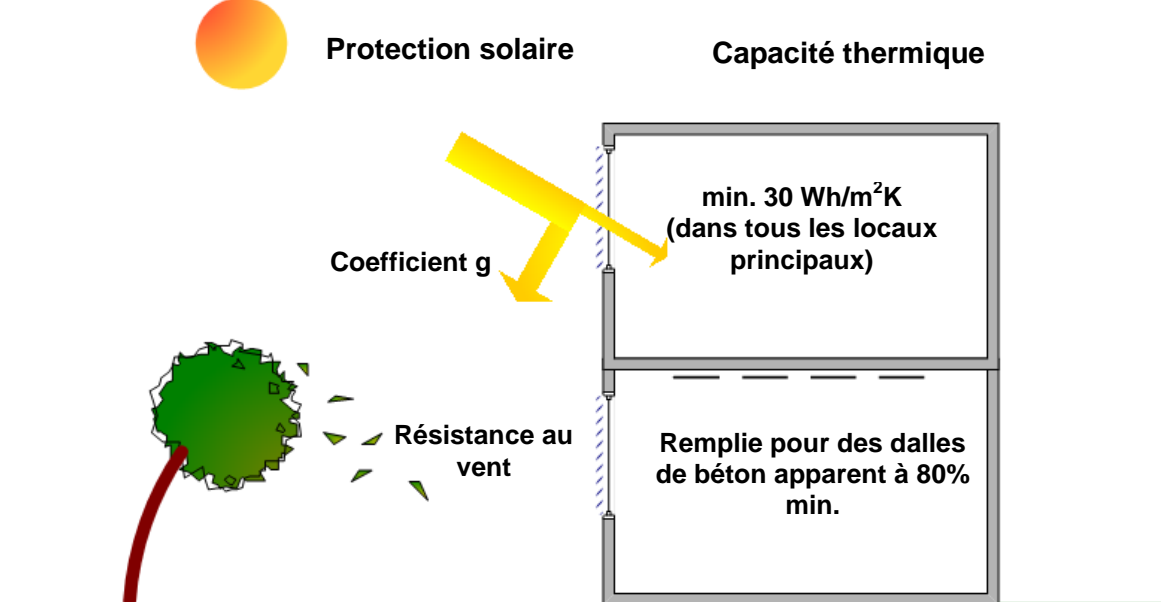 Protection solaire
Capacité thermique
min. 30 Wh/m²K
(dans tous les locaux
principaux)
Coefficient g
Résistance au
vent
Remplie pour des dalles
de béton apparent à 80%
min.